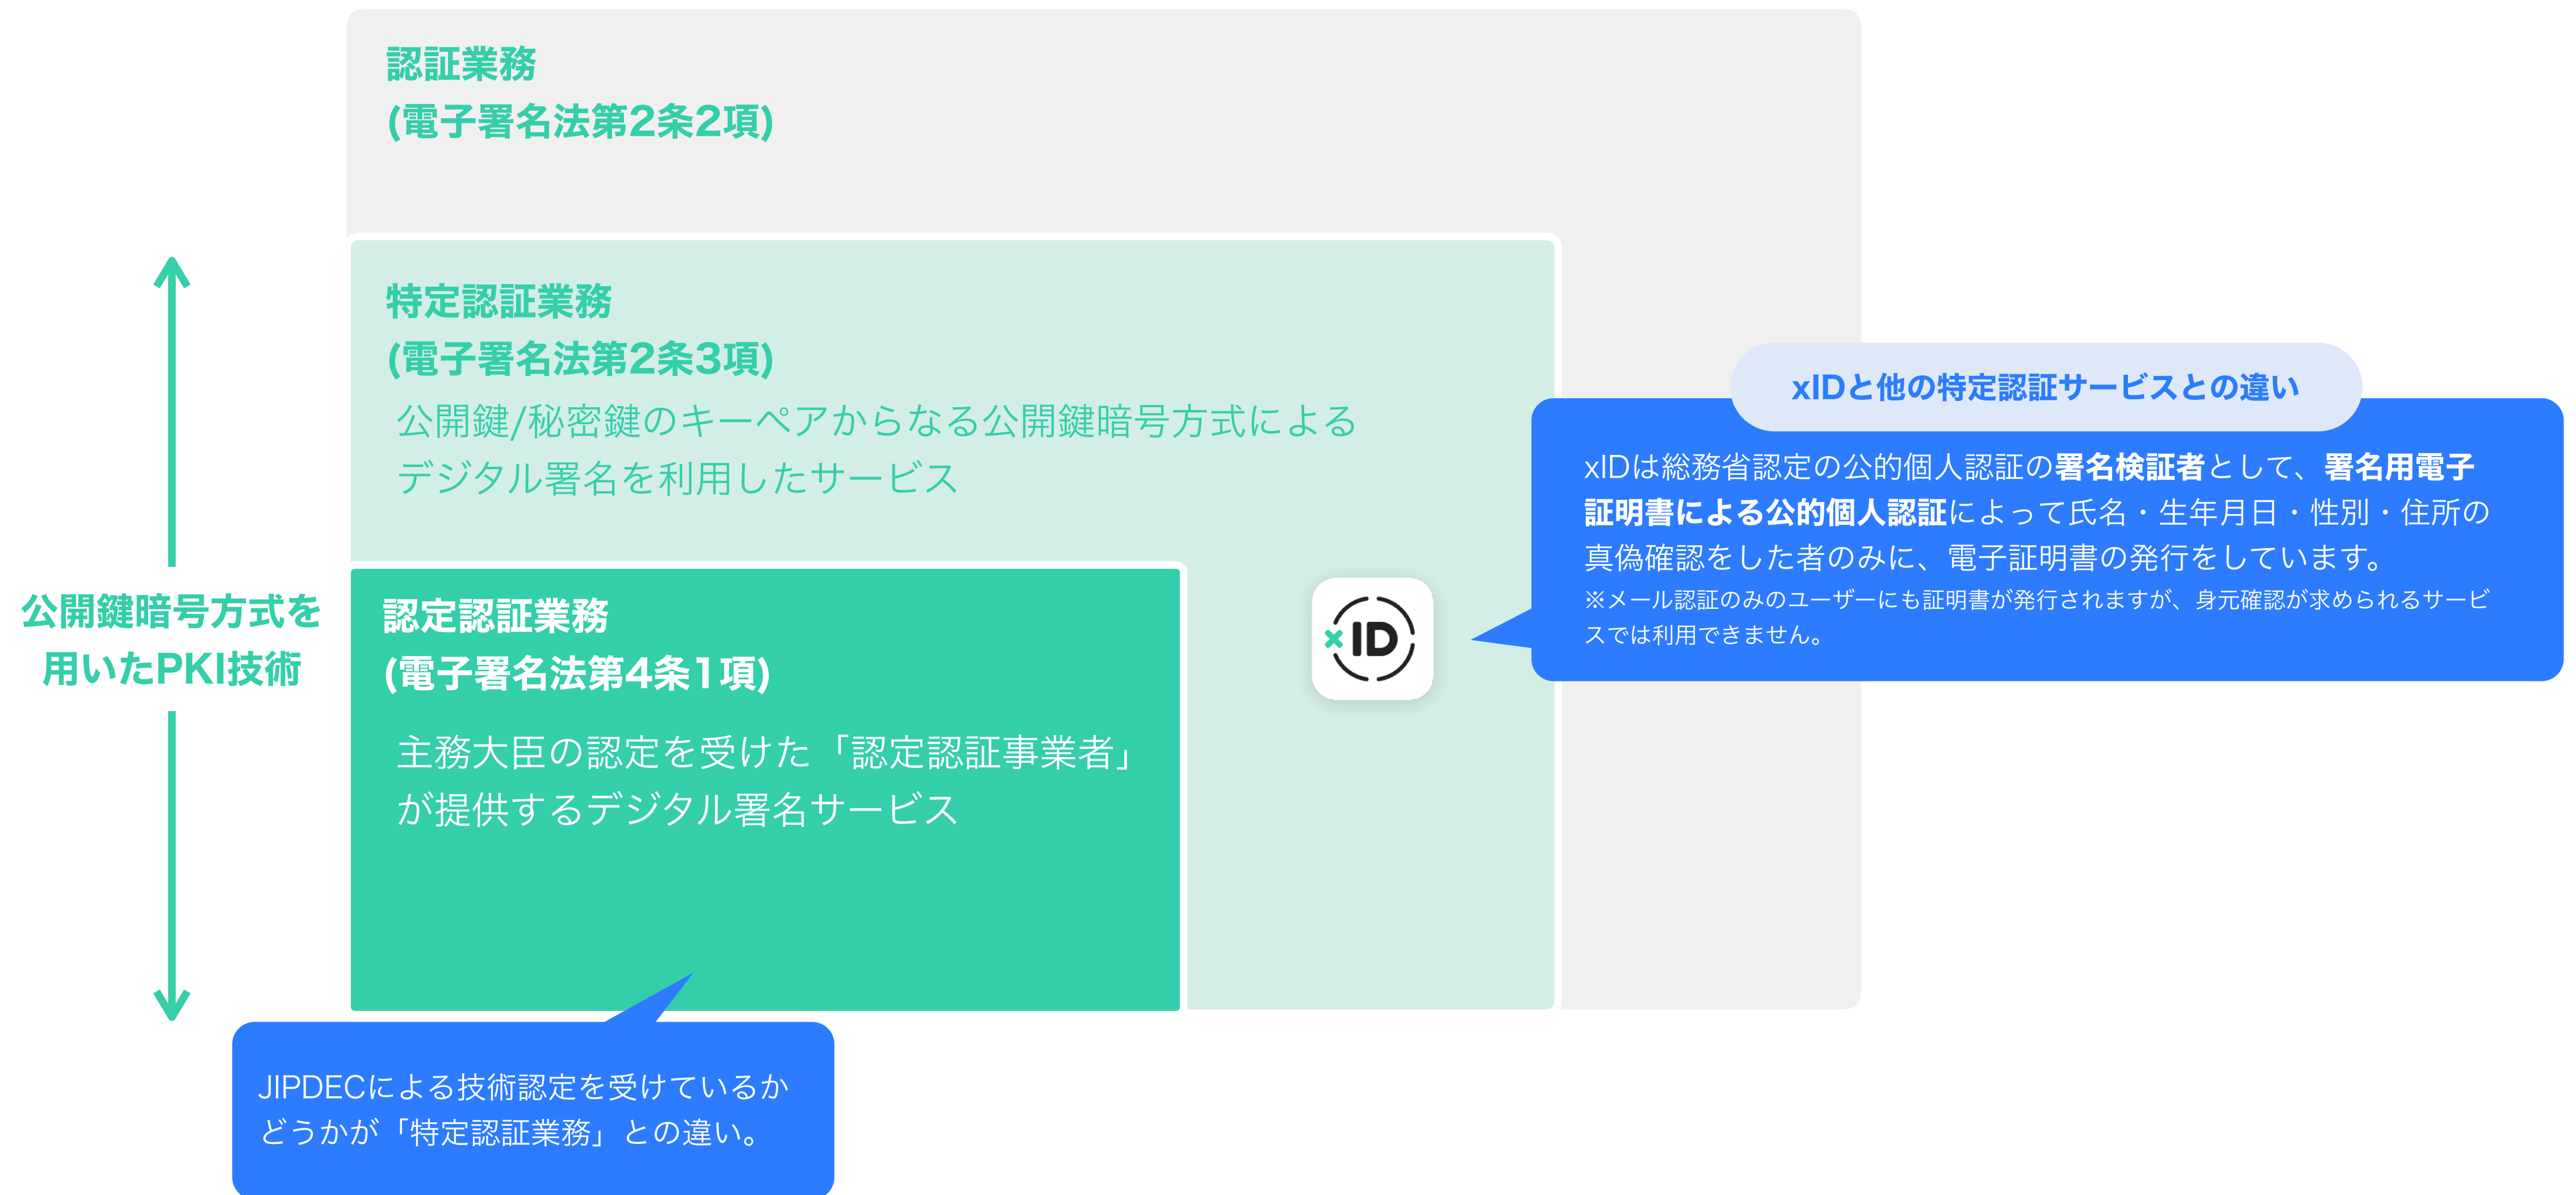 認証業務
(電子署名法第2条2項)
特定認証業務
(電子署名法第2条3項)
公開鍵/秘密鍵のキーペアからなる公開鍵暗号方式による
デジタル署名を利用したサービス
公開鍵暗号方式を
用いたPKI技術
認定認証業務
(電子署名法第4条1項)
主務大臣の認定を受けた「認定認証事業者」
が提供するデジタル署名サービス
×ID
xIDと他の特定認証サービスとの違い
xIDは総務省認定の公的個人認証の署名検証者として、署名用電子
証明書による公的個人認証によって氏名・生年月日・性別・住所の
真偽確認をした者のみに、電子証明書の発行をしています。
※メール認証のみのユーザーにも証明書が発行されますが、身元確認が求められるサービ
スでは利用できません。
JIPDECによる技術認定を受けているか
どうかが「特定認証業務」との違い。